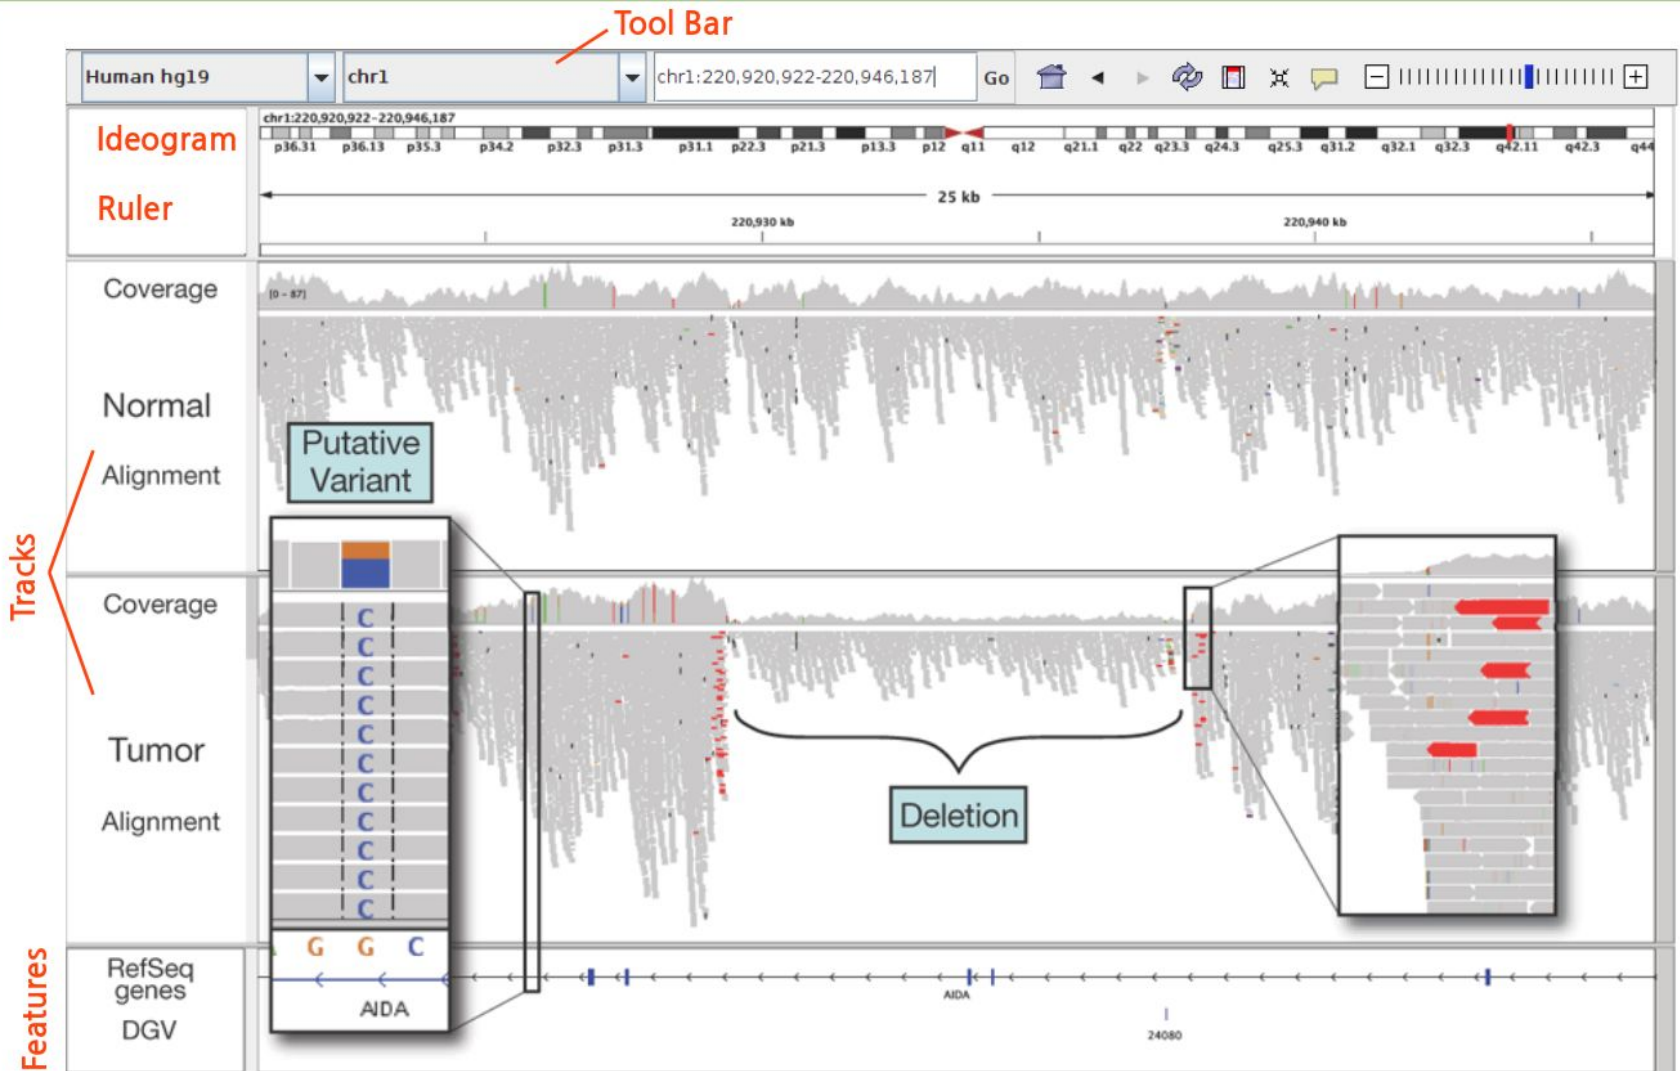 Tool Bar
Human hg19
chr1
chr1:220,920,922-220,946,187
Go
Ideogram
chr1:220,920,922-220,946,187
p36.31 p36.13 p35.3 p34.2 p32.3 p31.3 p31.1 p22.3 p21.3 p13.3 p12 q11 q12 q21.1 q22 q23.3 q24.3 q25.3 q31.2 q32.1 q32.3 q42.11 q42.3 q44
Ruler
25 kb
220,930 kb 220,940 kb
Coverage
[0 - 87]
Normal
Alignment
Putative
Variant
Tracks
Coverage
C
C
C
C
C
C
C
C
C
C
C
Tumor
Alignment
Deletion
G G C
AIDA
Features
RefSeq
genes
AIDA
DGV
24080